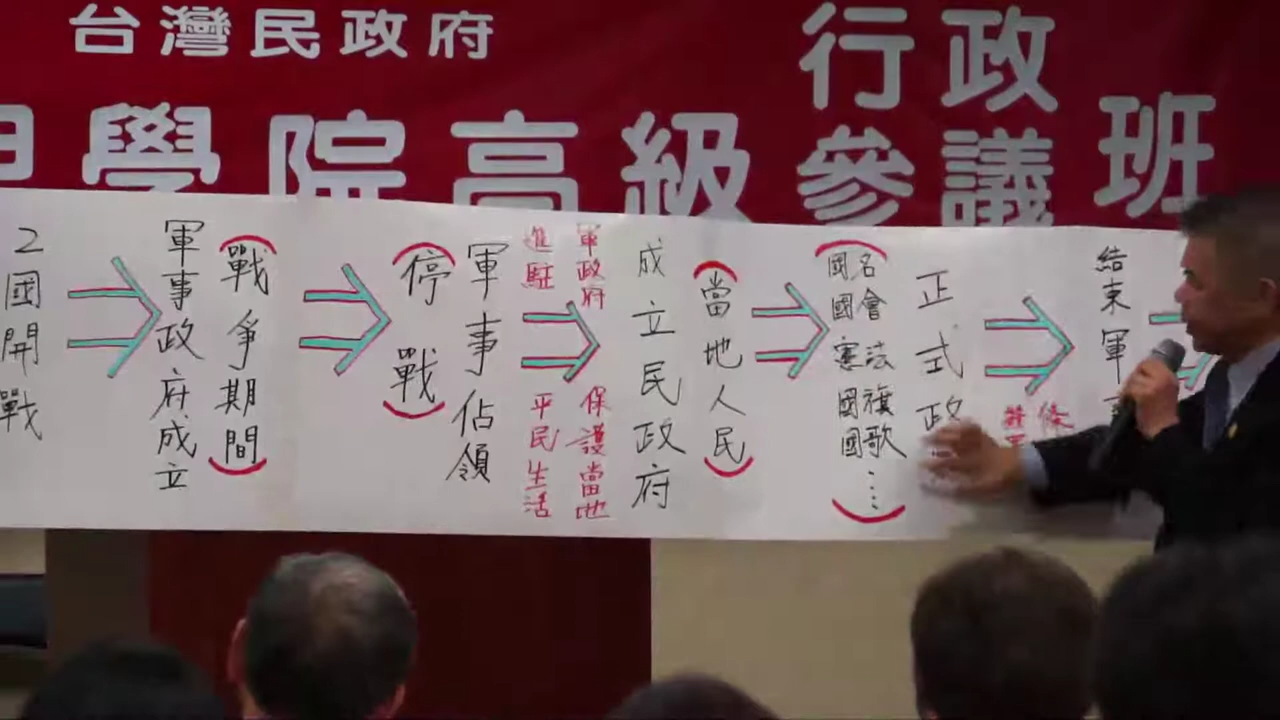 台灣民政府
學院高級
行政
參議
班
2國開戰
軍事政府成立
(戰爭期間)
軍事佔領
(停戰)
軍政府
進駐
保護當地
平民生活
成立民政府
(當地人民)
正式政
(國名
國會
憲法
國旗
國歌…)
結束軍
條